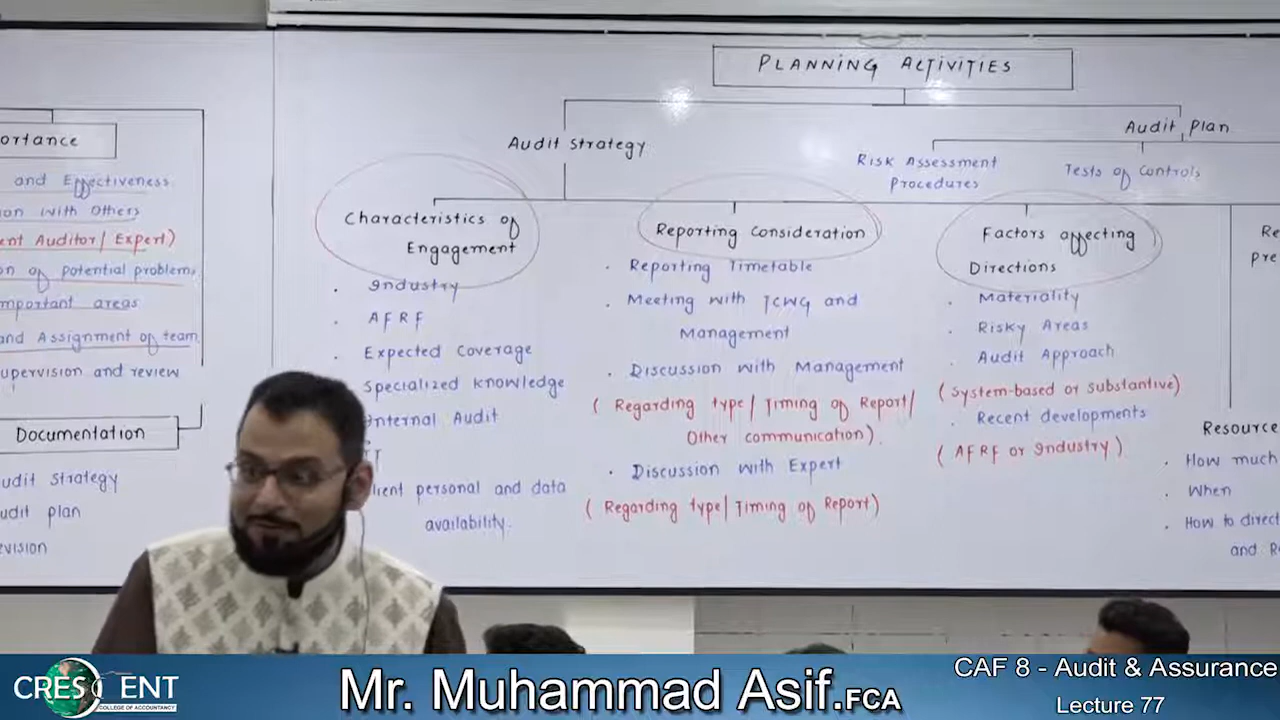 PLANNING ACTIVITIES
Audit Strategy
Audit Plan
Risk Assessment
Procedures
Tests of Controls
ortance
and Effectiveness
ion with Others
ent Auditor/ Expert)
on of potential problems
mportant areas
and Assignment of team
upervision and review
Documentation
udit Strategy
udit plan
evision
Characteristics of
Engagement
· Industry
· AFRF
· Expected Coverage
Specialized Knowledge
Internal Audit
IT
lient personal and data
availability.
Reporting Consideration
· Reporting Timetable
· Meeting with TCWG and
Management
· Discussion with Management
( Regarding type/ Timing of Report/
Other communication).
· Discussion with Expert
( Regarding type/ Timing of Report)
Factors affecting
Directions
· Materiality
· Risky Areas
· Audit Approach
(System-based or substantive)
· Recent developments
( AFRF or Industry)
Re
pre
Resource
· How much
· When
· How to direct
and Re
CRESCENT
COLLEGE OF ACCOUNTANCY
Mr. Muhammad Asif.FCA
CAF 8 - Audit & Assurance
Lecture 77